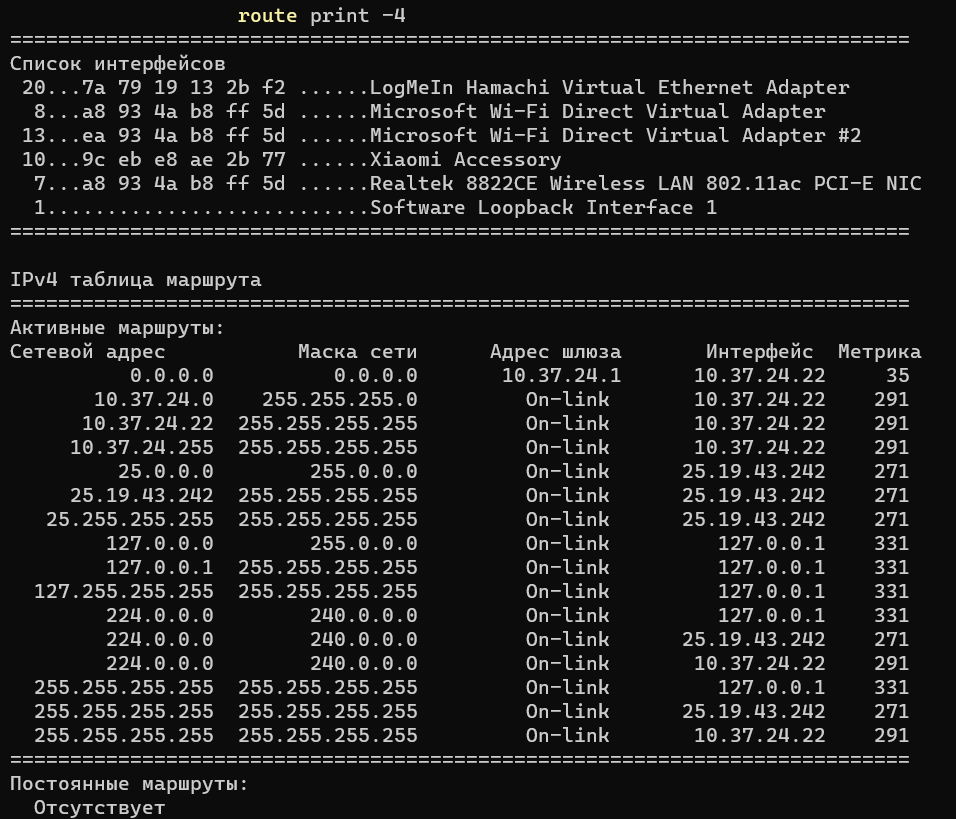 route print -4
===========================================================================
Список интерфейсов
 20...7a 79 19 13 2b f2 ......LogMeIn Hamachi Virtual Ethernet Adapter
  8...a8 93 4a b8 ff 5d ......Microsoft Wi-Fi Direct Virtual Adapter
 13...ea 93 4a b8 ff 5d ......Microsoft Wi-Fi Direct Virtual Adapter #2
 10...9c eb e8 ae 2b 77 ......Xiaomi Accessory
  7...a8 93 4a b8 ff 5d ......Realtek 8822CE Wireless LAN 802.11ac PCI-E NIC
  1...........................Software Loopback Interface 1
===========================================================================
IPv4 таблица маршрута
===========================================================================
Активные маршруты:
Сетевой адрес           Маска сети      Адрес шлюза       Интерфейс  Метрика
          0.0.0.0          0.0.0.0       10.37.24.1      10.37.24.22     35
       10.37.24.0    255.255.255.0         On-link       10.37.24.22    291
      10.37.24.22  255.255.255.255         On-link       10.37.24.22    291
     10.37.24.255  255.255.255.255         On-link       10.37.24.22    291
         25.0.0.0        255.0.0.0         On-link      25.19.43.242    271
     25.19.43.242  255.255.255.255         On-link      25.19.43.242    271
   25.255.255.255  255.255.255.255         On-link      25.19.43.242    271
        127.0.0.0        255.0.0.0         On-link         127.0.0.1    331
        127.0.0.1  255.255.255.255         On-link         127.0.0.1    331
  127.255.255.255  255.255.255.255         On-link         127.0.0.1    331
        224.0.0.0        240.0.0.0         On-link         127.0.0.1    331
        224.0.0.0        240.0.0.0         On-link      25.19.43.242    271
        224.0.0.0        240.0.0.0         On-link       10.37.24.22    291
  255.255.255.255  255.255.255.255         On-link         127.0.0.1    331
  255.255.255.255  255.255.255.255         On-link      25.19.43.242    271
  255.255.255.255  255.255.255.255         On-link       10.37.24.22    291
===========================================================================
Постоянные маршруты:
  Отсутствует